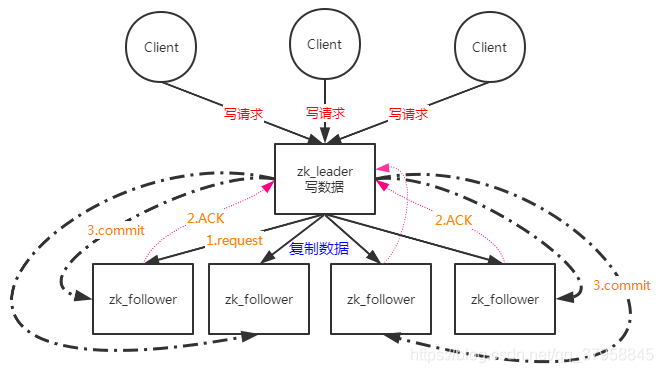 Client
Client
Client
写请求
写请求
写请求
zk_leader
写数据
2.ACK
2.ACK
3.commit
1.request
复制数据
3.commit
zk_follower
zk_follower
zk_follower
zk_follower
https://blog.csdn.net/qq_37958845